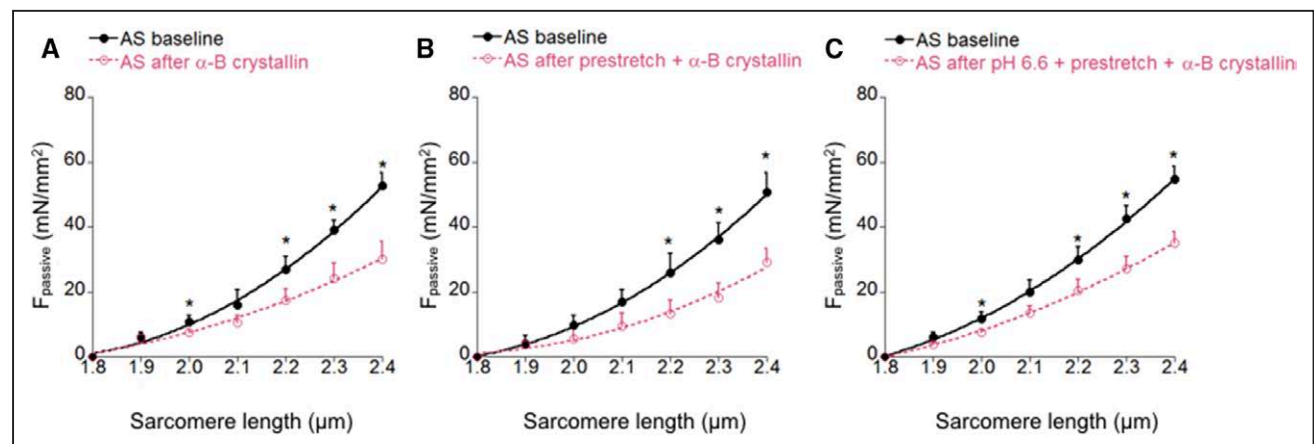 A
AS baseline
AS after α-B crystallin
80
60
40
20
0
F passive (mN/mm²)
* * * *
1.8 1.9 2.0 2.1 2.2 2.3 2.4
Sarcomere length (µm)
B
AS baseline
AS after prestretch + α-B crystallin
80
60
40
20
0
F passive (mN/mm²)
* * *
1.8 1.9 2.0 2.1 2.2 2.3 2.4
Sarcomere length (µm)
C
AS baseline
AS after pH 6.6 + prestretch + α-B crystallin
80
60
40
20
0
F passive (mN/mm²)
* * * *
1.8 1.9 2.0 2.1 2.2 2.3 2.4
Sarcomere length (µm)